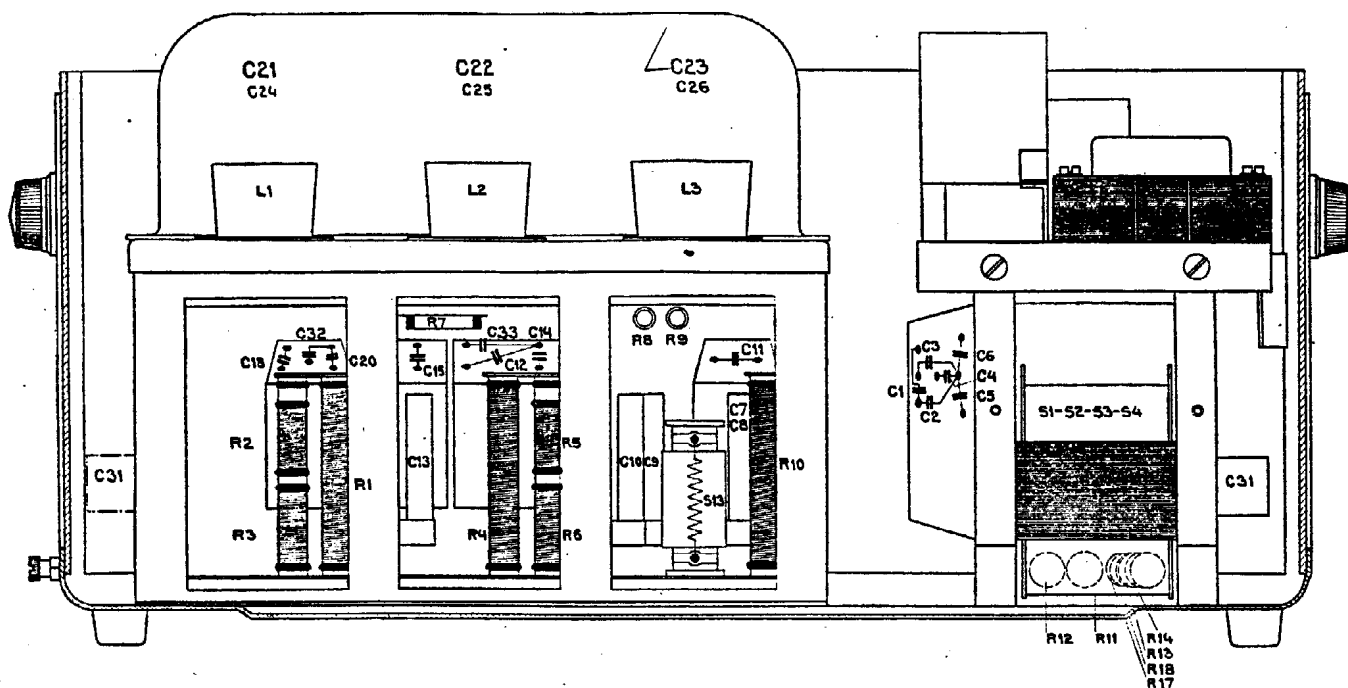 C21 C22 C23
C24 C25 C26
L1 L2 L3
R7 R8 R9
C32 C33 C14 C3
C18 C20 C15 C12 C11 C6
C4
C1 C5
C2
C7
C8
S1-S2-S3-S4
R2 R5
C13 C10 C9 R10
C31 R1 C31
S13
R3 R4 R6
R12 R11 R14
R13
R18
R17